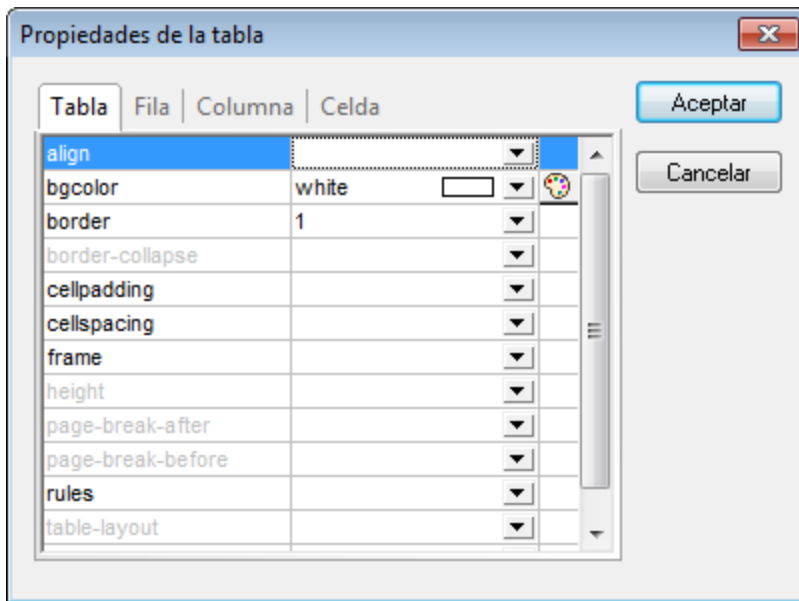 Propiedades de la tabla
Tabla Fila Columna Celda
Aceptar
Cancelar
align
bgcolor white
border 1
border-collapse
cellpadding
cellspacing
frame
height
page-break-after
page-break-before
rules
table-layout